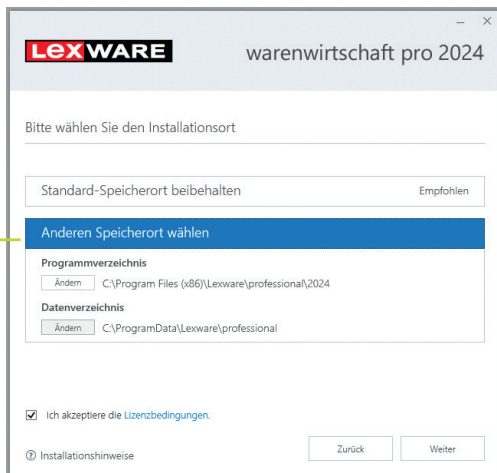 LEXWARE
warenwirtschaft pro 2024
Bitte wählen Sie den Installationsort
Standard-Speicherort beibehalten Empfohlen
Anderen Speicherort wählen
Programmverzeichnis
Ändern C:\Program Files (x86)\Lexware\professional\2024
Datenverzeichnis
Ändern C:\ProgramData\Lexware\professional
Ich akzeptiere die Lizenzbedingungen.
Installationshinweise Zurück Weiter